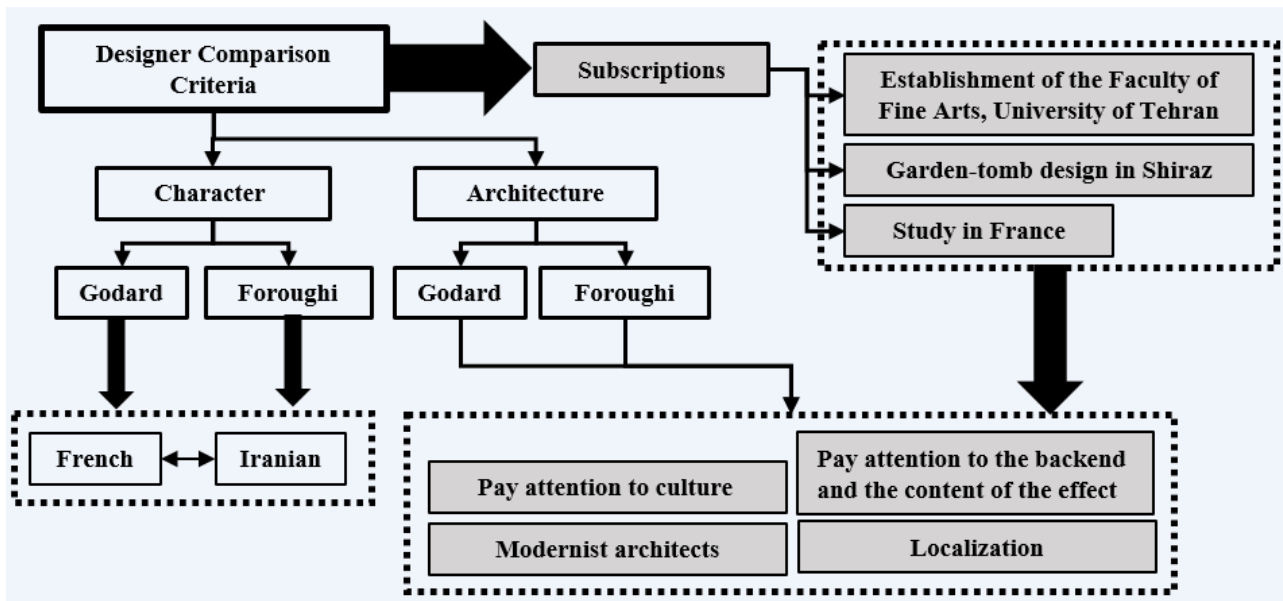 Designer Comparison
Criteria
Subscriptions
Establishment of the Faculty of
Fine Arts, University of Tehran
Garden-tomb design in Shiraz
Study in France
Character
Architecture
Godard
Foroughi
Godard
Foroughi
French
Iranian
Pay attention to culture
Pay attention to the backend
and the content of the effect
Modernist architects
Localization